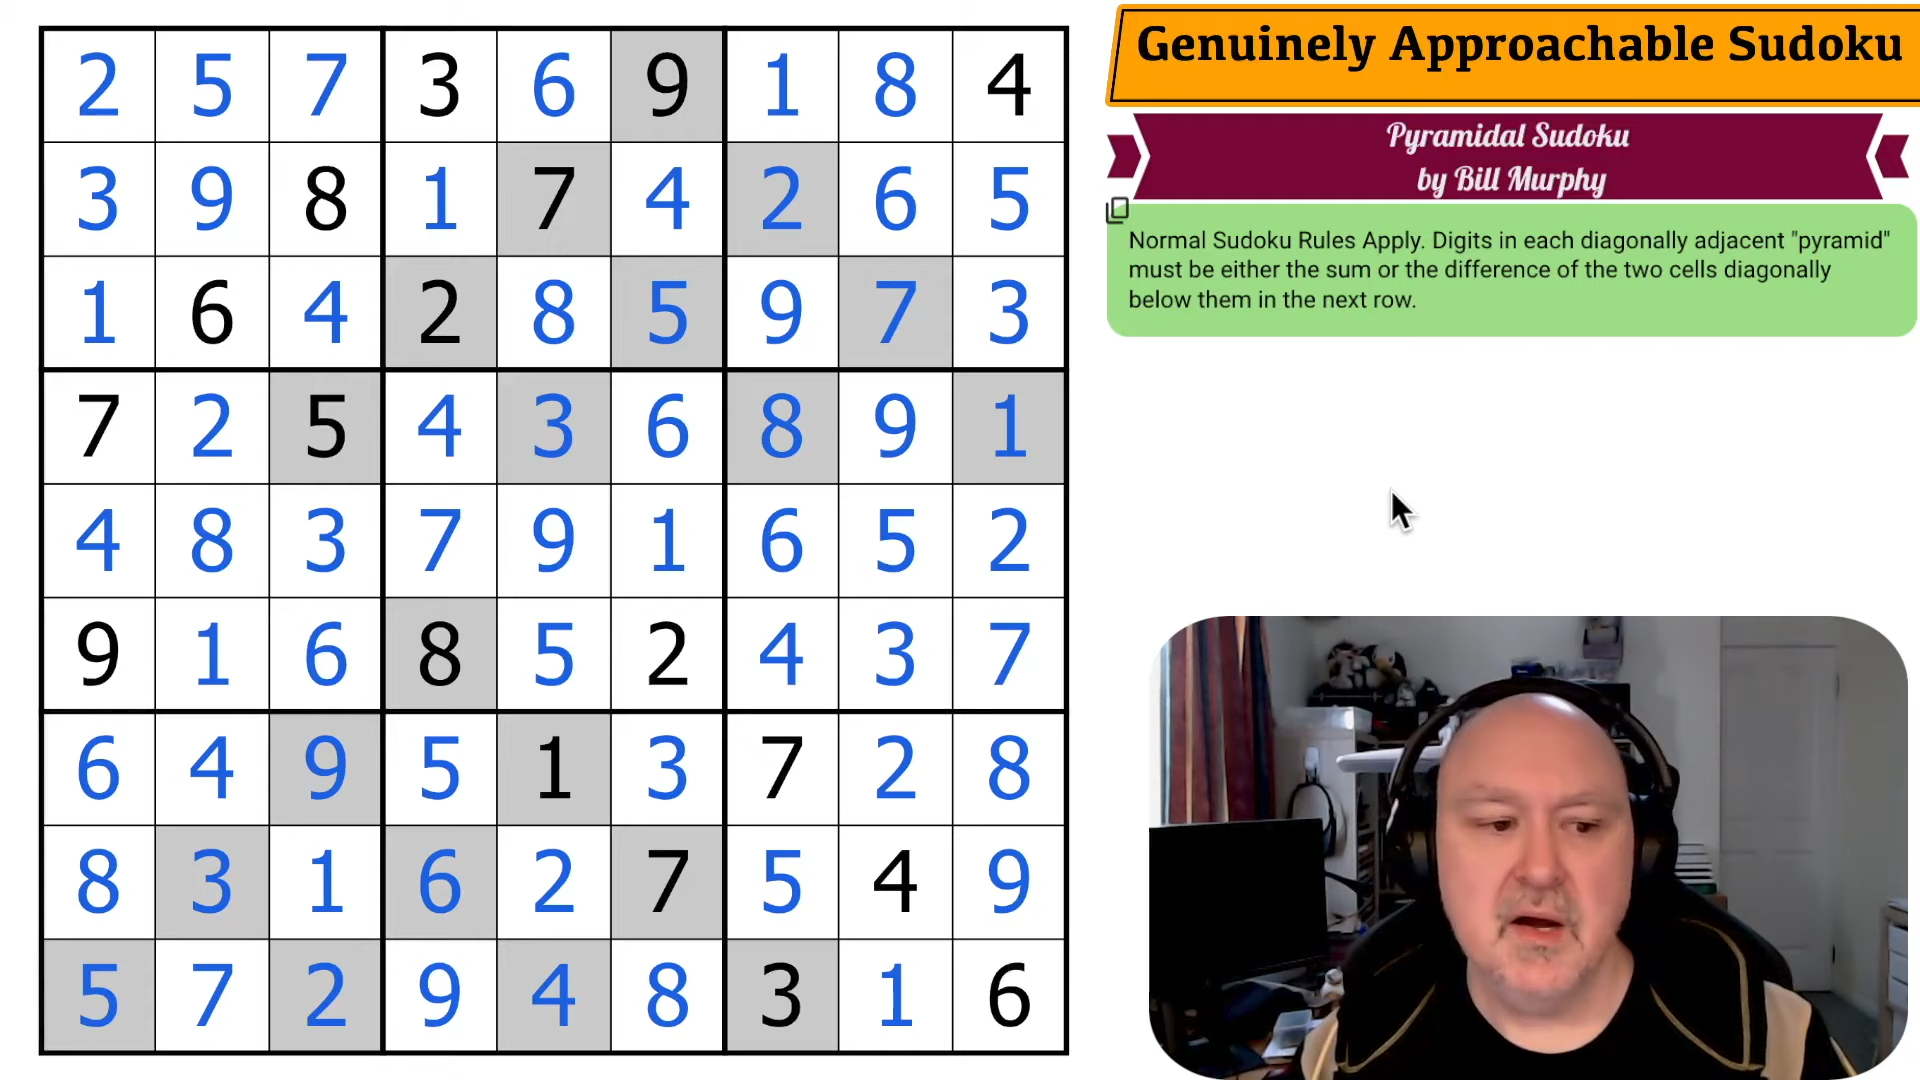 Genuinely Approachable Sudoku
Pyramidal Sudoku
by Bill Murphy
Normal Sudoku Rules Apply. Digits in each diagonally adjacent "pyramid"
must be either the sum or the difference of the two cells diagonally
below them in the next row.
2 5 7 3 6 9 1 8 4
3 9 8 1 7 4 2 6 5
1 6 4 2 8 5 9 7 3
7 2 5 4 3 6 8 9 1
4 8 3 7 9 1 6 5 2
9 1 6 8 5 2 4 3 7
6 4 9 5 1 3 7 2 8
8 3 1 6 2 7 5 4 9
5 7 2 9 4 8 3 1 6